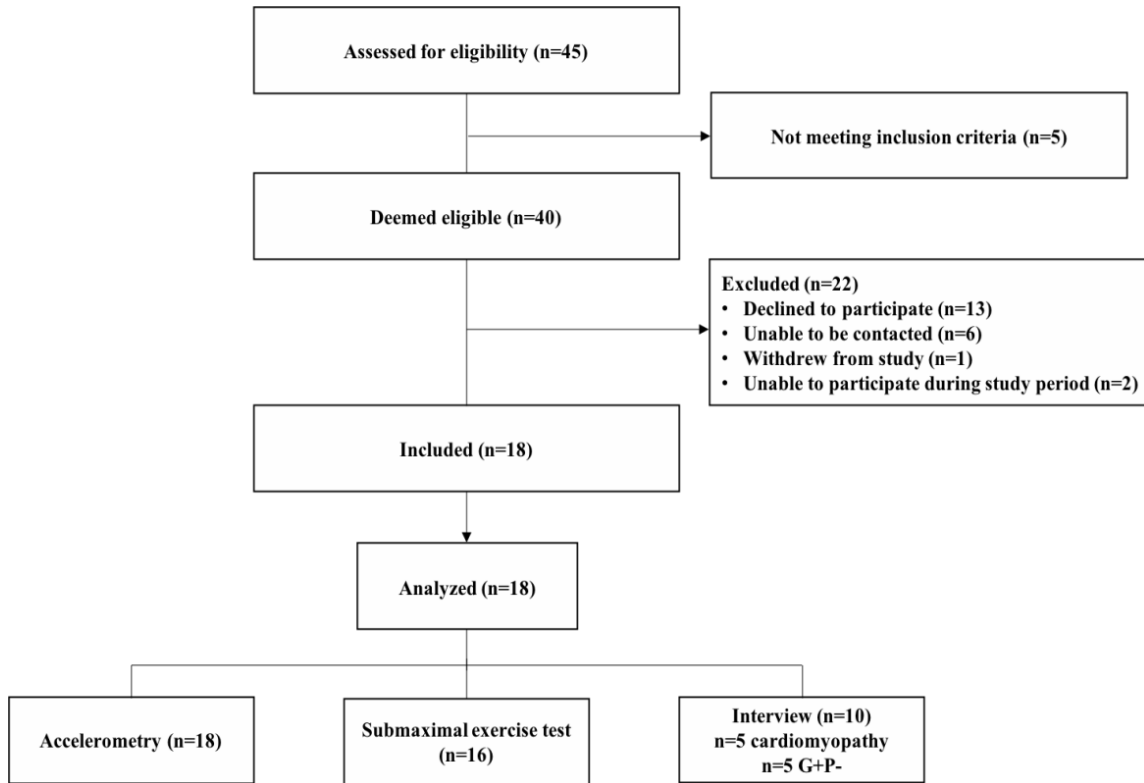 Assessed for eligibility (n=45)
Not meeting inclusion criteria (n=5)
Deemed eligible (n=40)
Excluded (n=22)
• Declined to participate (n=13)
• Unable to be contacted (n=6)
• Withdrew from study (n=1)
• Unable to participate during study period (n=2)
Included (n=18)
Analyzed (n=18)
Accelerometry (n=18)
Submaximal exercise test
(n=16)
Interview (n=10)
n=5 cardiomyopathy
n=5 G+P-